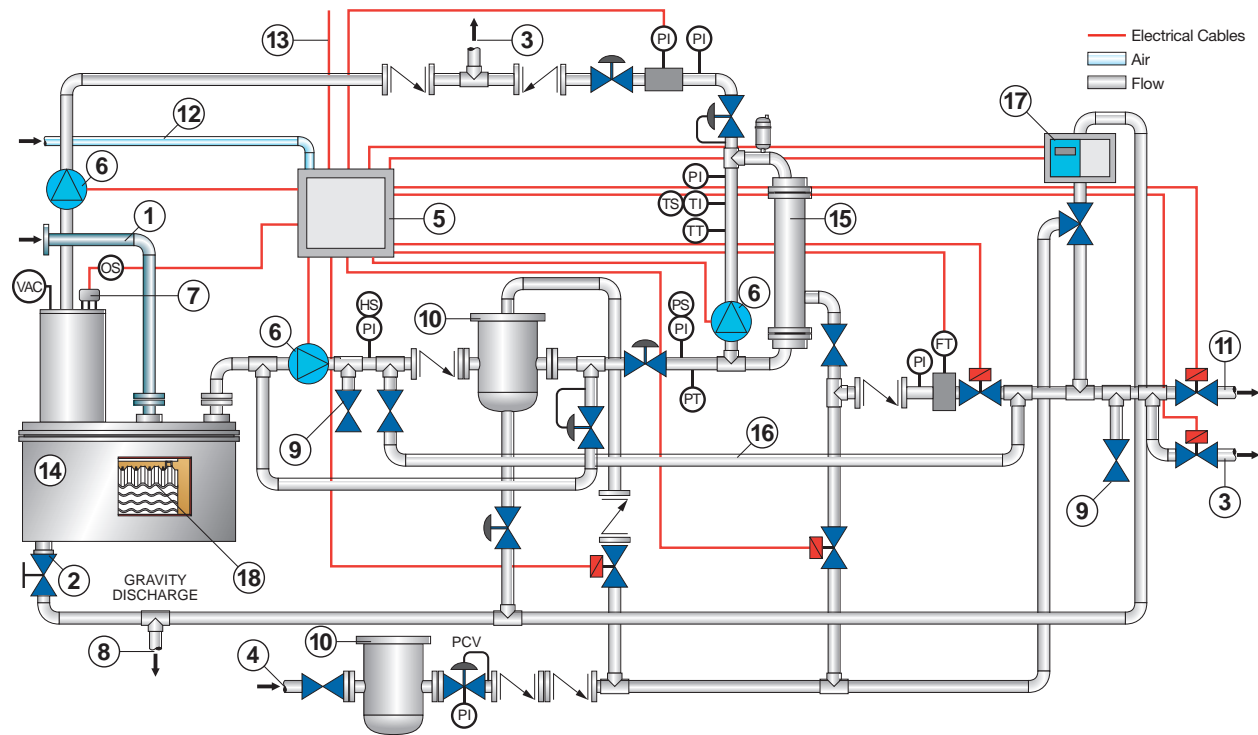 13
3
PI
PI
Electrical Cables
Air
Flow
12
17
6
1
5
PI
TS
TI
TT
15
OS
VAC
7
HS
PI
10
PS
PI
6
6
PI
FT
11
PT
9
16
14
3
9
2
18
GRAVITY
DISCHARGE
8
10
PCV
4
PI